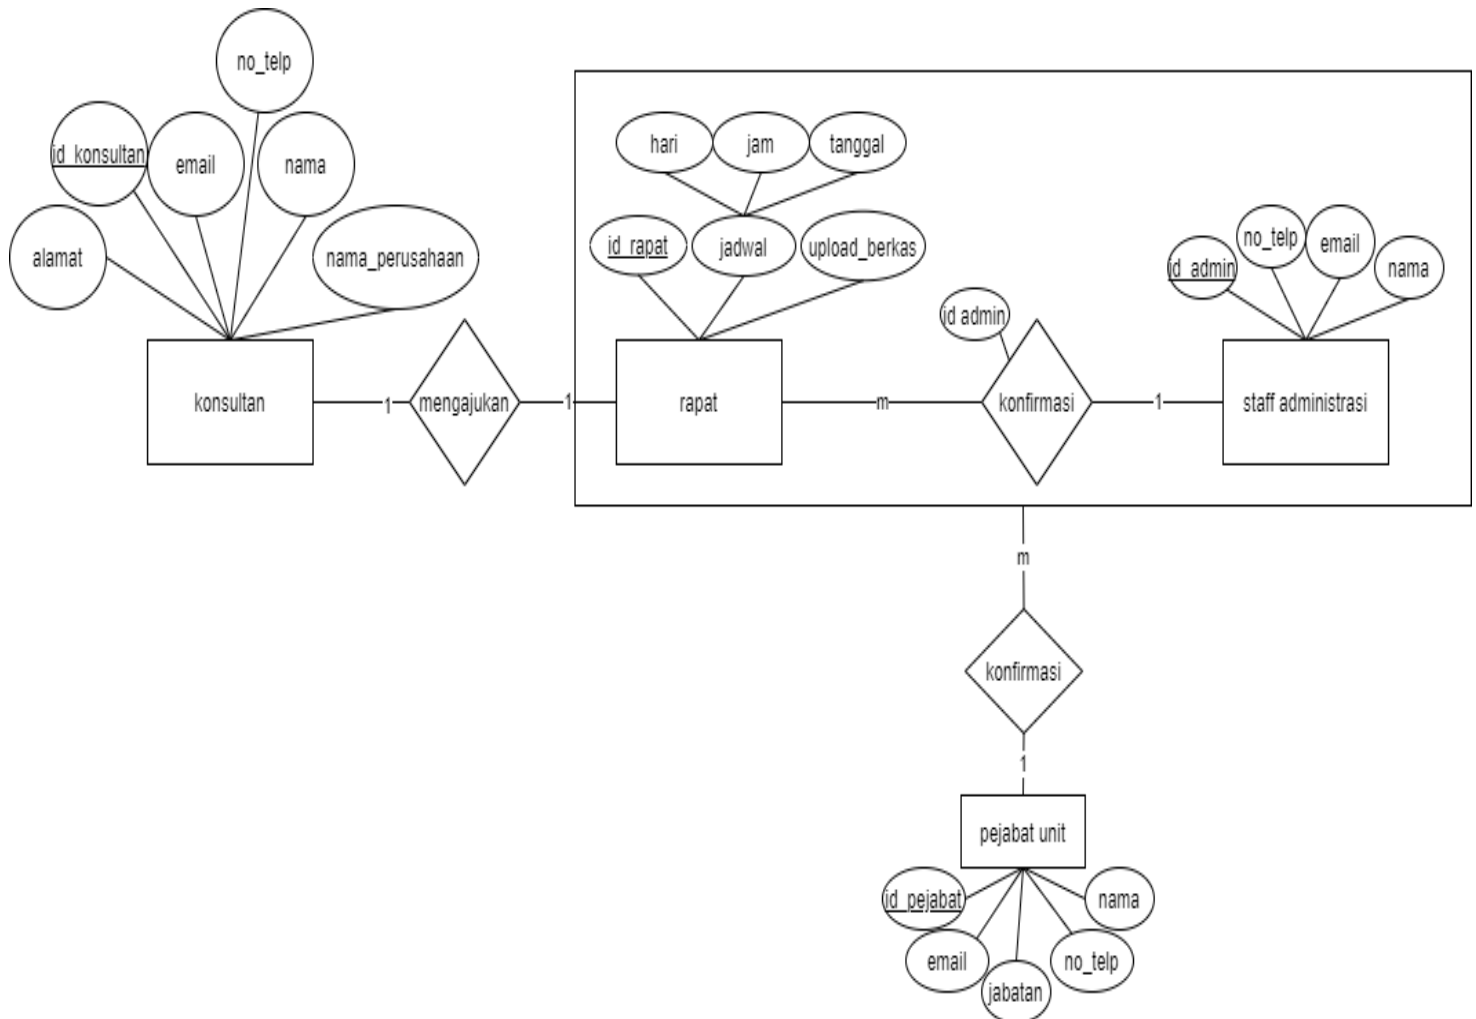 no_telp
id_konsultan
email
nama
alamat
nama_perusahaan
konsultan
1
mengajukan
1
hari
jam
tanggal
id_rapat
jadwal
upload_berkas
rapat
m
id admin
konfirmasi
1
id_admin
no_telp
email
nama
staff administrasi
m
konfirmasi
1
pejabat unit
id_pejabat
nama
email
no_telp
jabatan